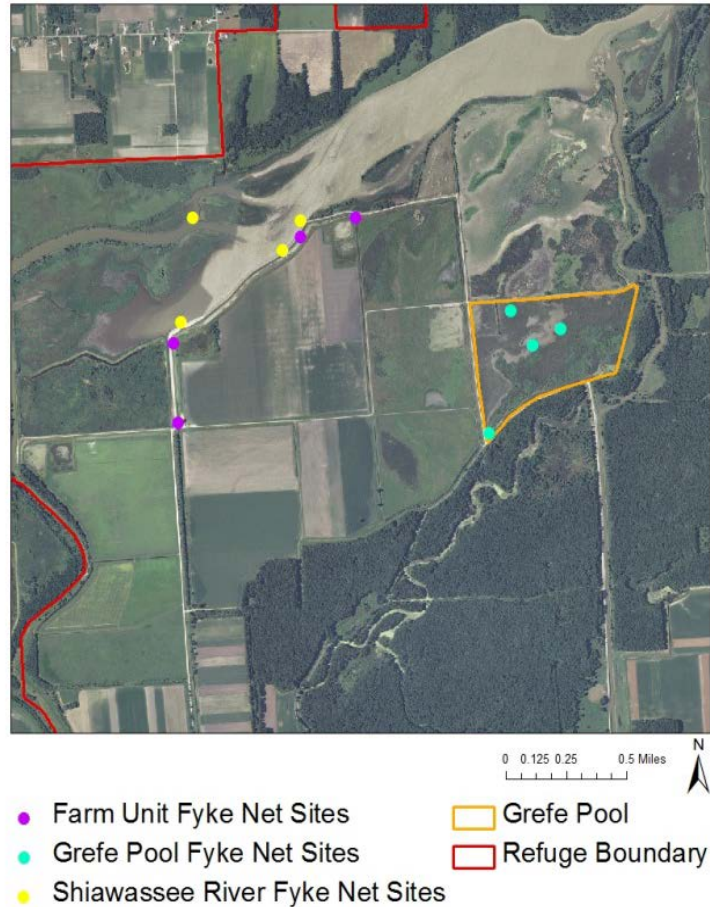 N
0 0.125 0.25 0.5 Miles
Farm Unit Fyke Net Sites
Grefe Pool
Grefe Pool Fyke Net Sites
Refuge Boundary
Shiawassee River Fyke Net Sites